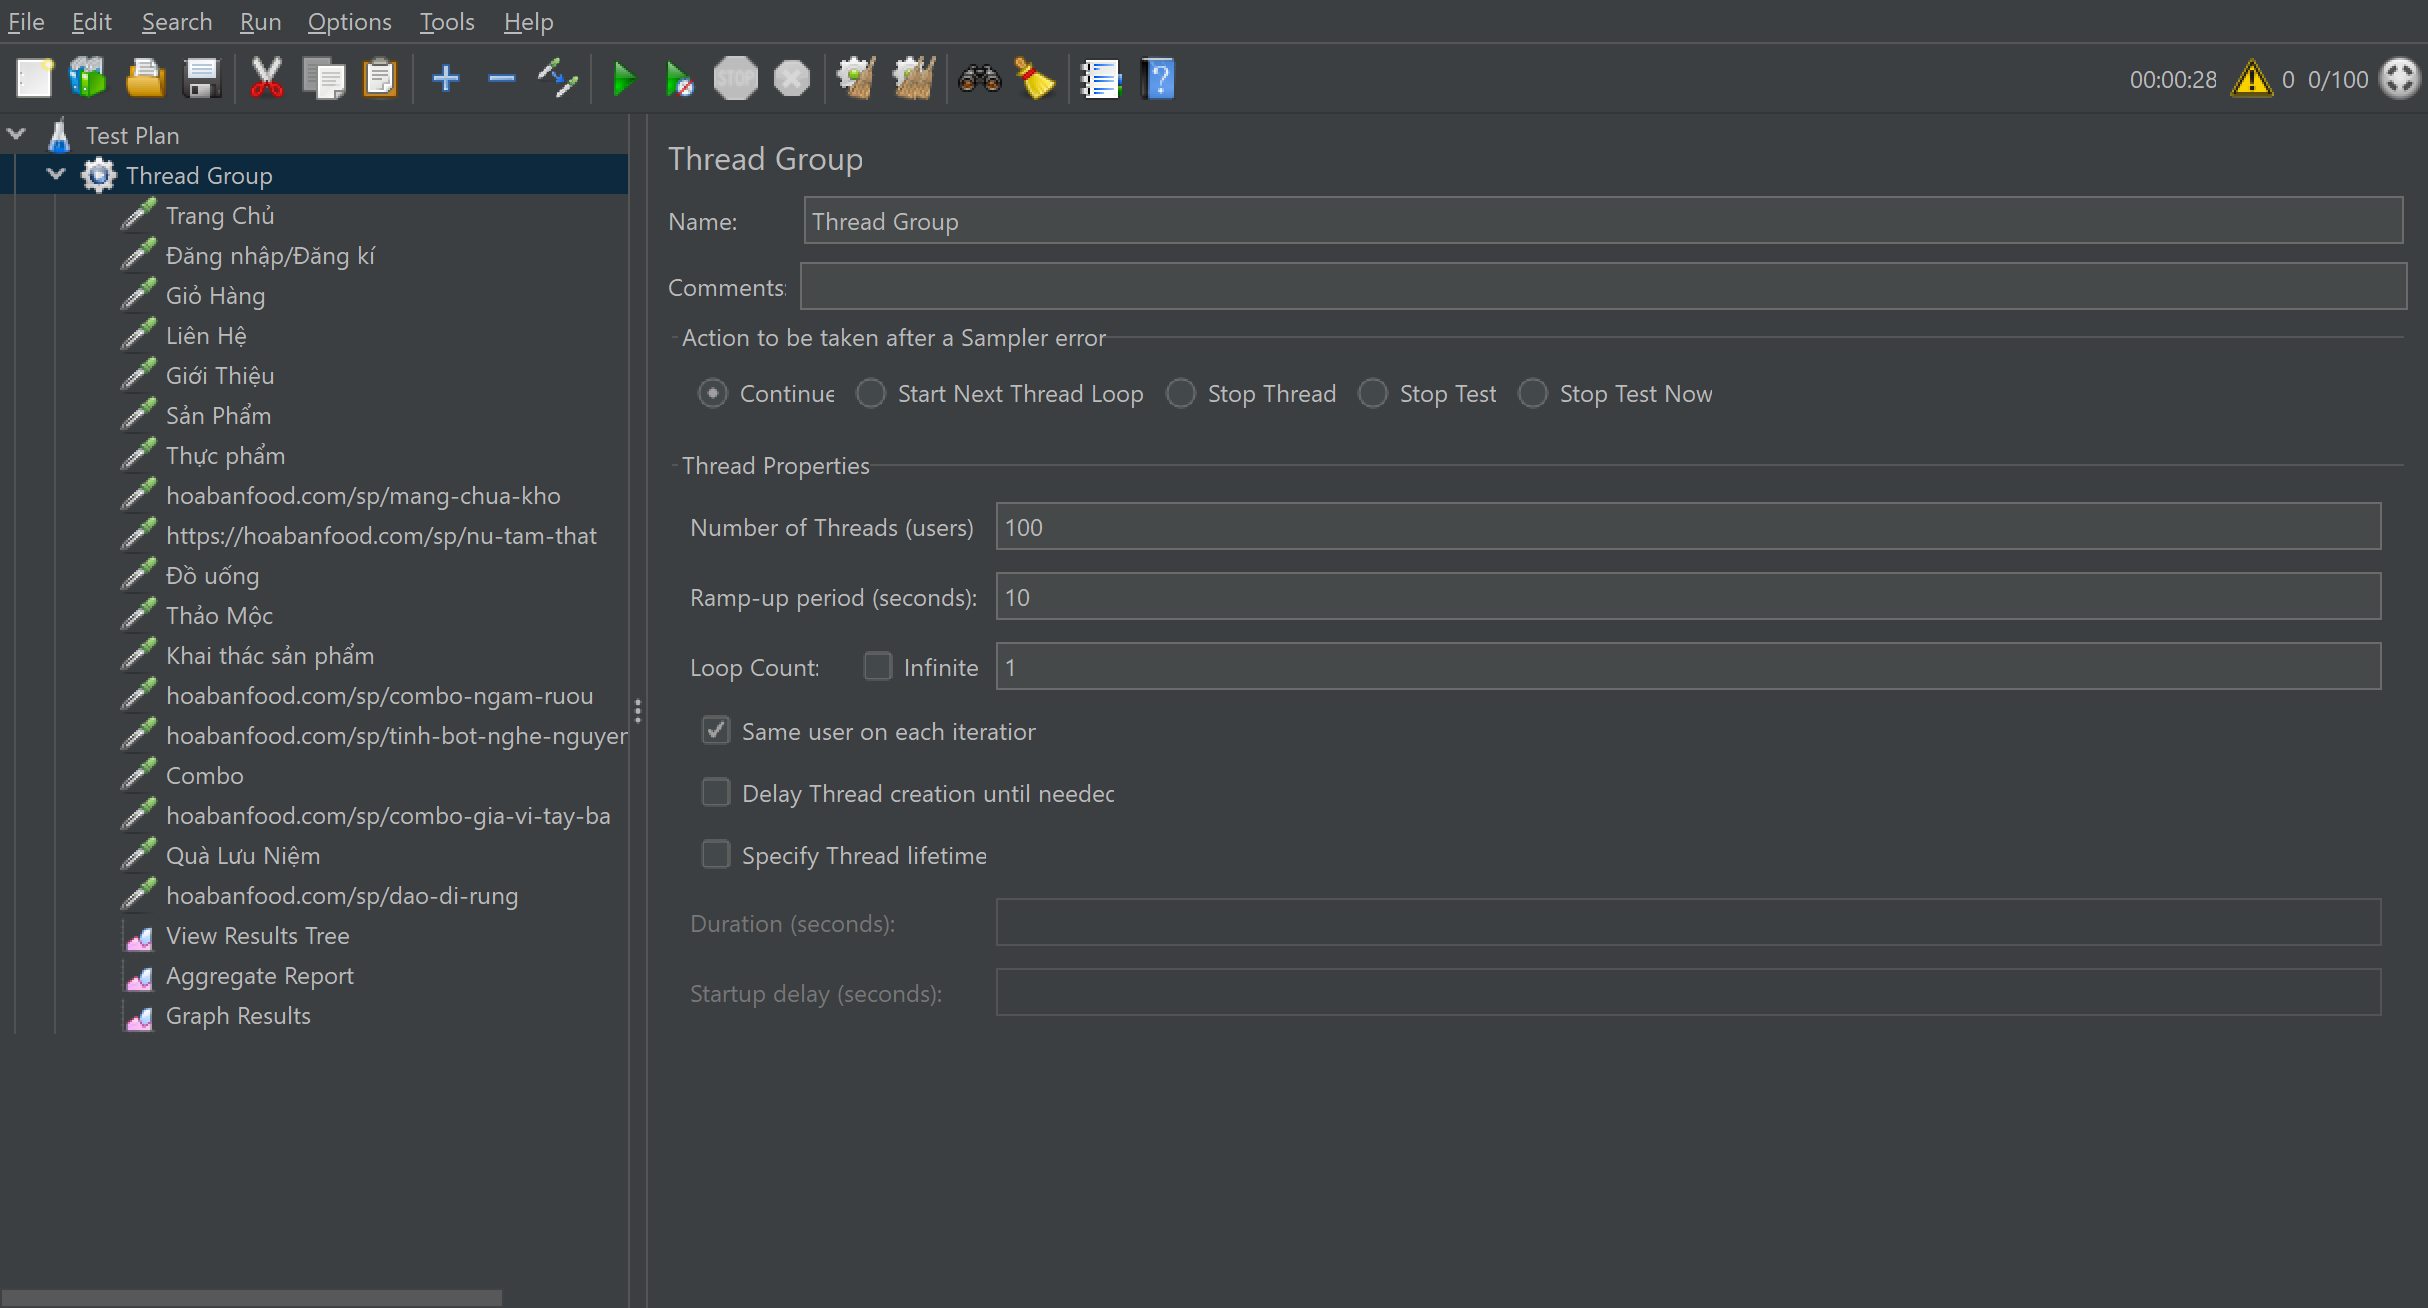 File Edit Search Run Options Tools Help
STOP
00:00:28 0 0/100
Test Plan
Thread Group
Trang Chủ
Đăng nhập/Đăng kí
Giỏ Hàng
Liên Hệ
Giới Thiệu
Sản Phẩm
Thực phẩm
hoabanfood.com/sp/mang-chua-kho
https://hoabanfood.com/sp/nu-tam-that
Đồ uống
Thảo Mộc
Khai thác sản phẩm
hoabanfood.com/sp/combo-ngam-ruou
hoabanfood.com/sp/tinh-bot-nghe-nguyer
Combo
hoabanfood.com/sp/combo-gia-vi-tay-ba
Quà Lưu Niệm
hoabanfood.com/sp/dao-di-rung
View Results Tree
Aggregate Report
Graph Results
Thread Group
Name: Thread Group
Comments:
Action to be taken after a Sampler error
Continue Start Next Thread Loop Stop Thread Stop Test Stop Test Now
Thread Properties
Number of Threads (users) 100
Ramp-up period (seconds): 10
Loop Count: Infinite 1
Same user on each iteratior
Delay Thread creation until needec
Specify Thread lifetime
Duration (seconds):
Startup delay (seconds):